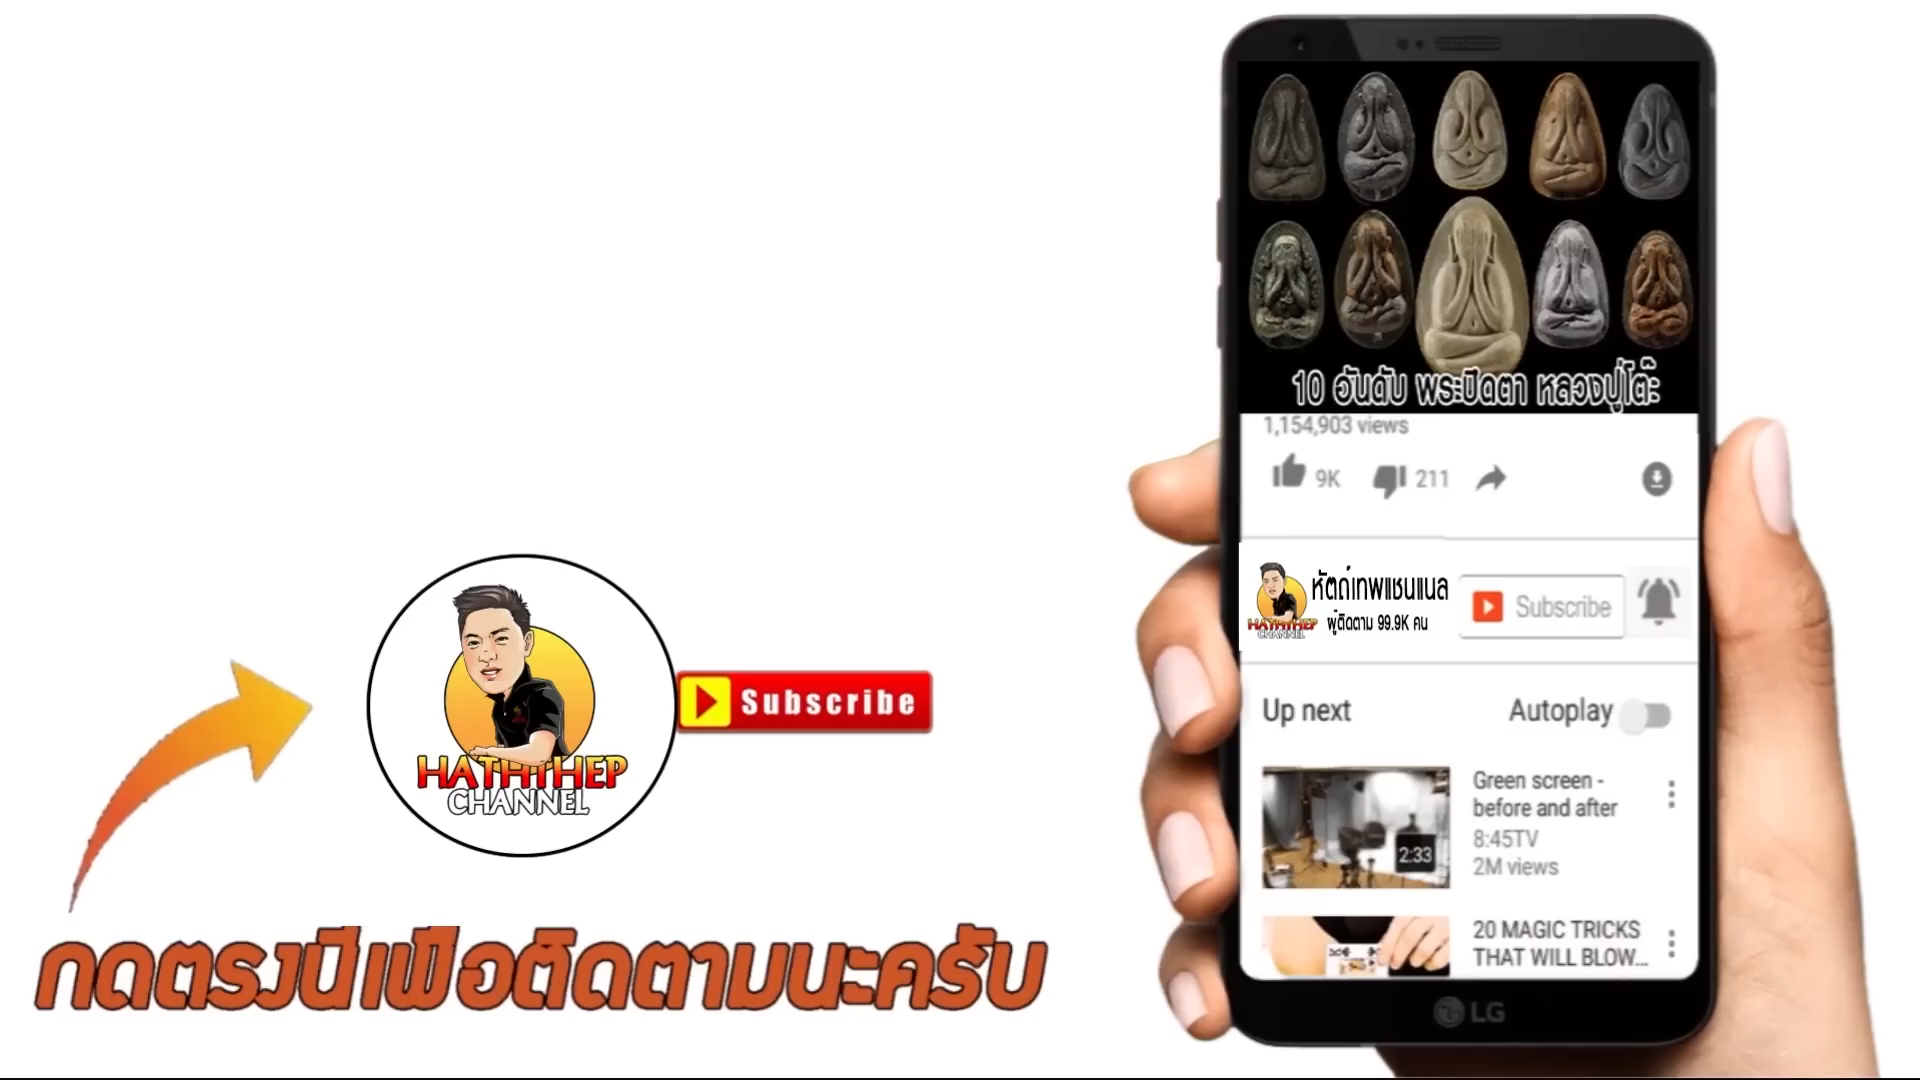 HATHTHEP
CHANNEL
Subscribe
กดตรงนี้เพื่อติดตามนะครับ
10 อันดับ พระปิดตา หลวงปู่โต๊ะ
1,154,903 views
9K
211
หัตถ์เทพแชนแนล
ผู้ติดตาม 99.9K คน
HATHTHEP
CHANNEL
Subscribe
Up next
Autoplay
Green screen -
before and after
8:45TV
2M views
2:33
20 MAGIC TRICKS
THAT WILL BLOW...
LG